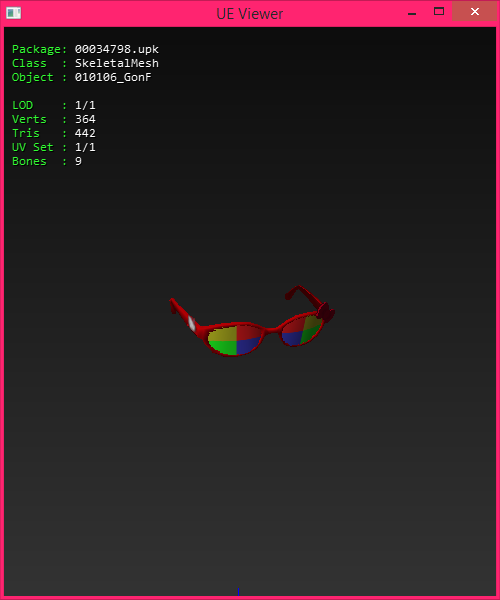 UE Viewer
Package: 00034798.upk
Class  : SkeletalMesh
Object : 010106_GonF
LOD    : 1/1
Verts  : 364
Tris   : 442
UV Set : 1/1
Bones  : 9